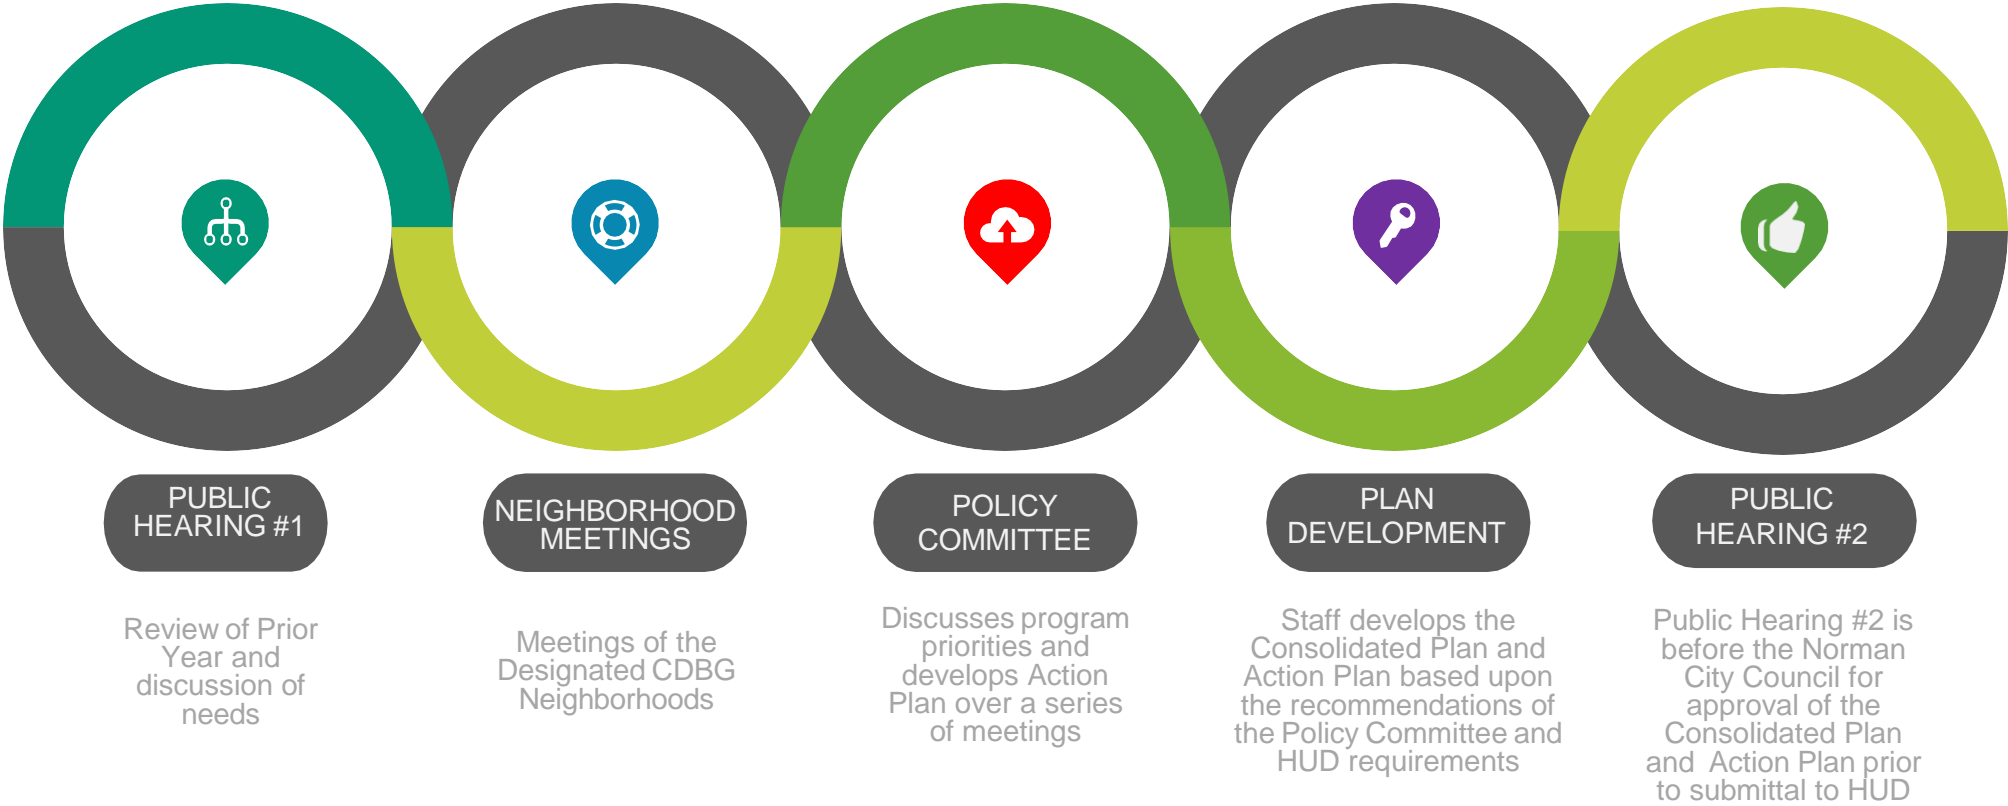 PUBLIC
HEARING #1
NEIGHBORHOOD
MEETINGS
POLICY
COMMITTEE
PLAN
DEVELOPMENT
PUBLIC
HEARING #2
Review of Prior
Year and
discussion of
needs
Meetings of the
Designated CDBG
Neighborhoods
Discusses program
priorities and
develops Action
Plan over a series
of meetings
Staff develops the
Consolidated Plan and
Action Plan based upon
the recommendations of
the Policy Committee and
HUD requirements
Public Hearing #2 is
before the Norman
City Council for
approval of the
Consolidated Plan
and Action Plan prior
to submittal to HUD